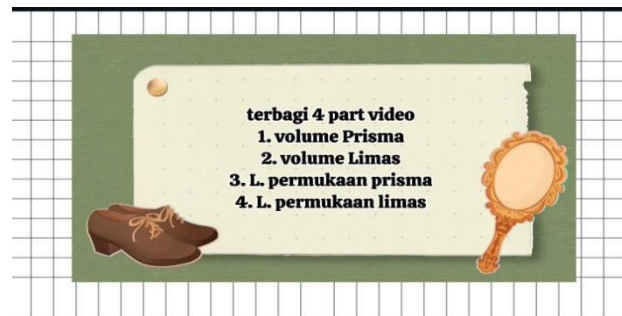 terbagi 4 part video
1. volume Prisma
2. volume Limas
3. L. permukaan prisma
4. L. permukaan limas